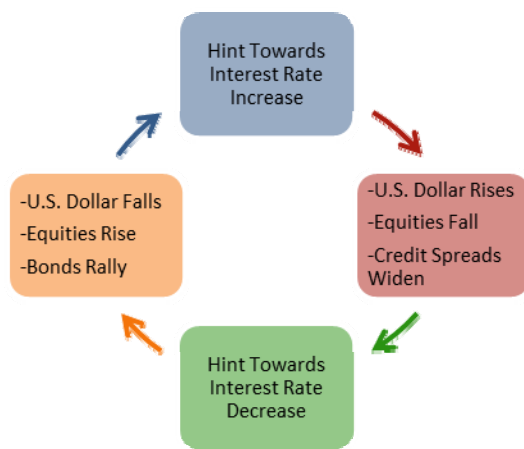 Hint Towards
Interest Rate
Increase
-U.S. Dollar Falls
-Equities Rise
-Bonds Rally
-U.S. Dollar Rises
-Equities Fall
-Credit Spreads
Widen
Hint Towards
Interest Rate
Decrease